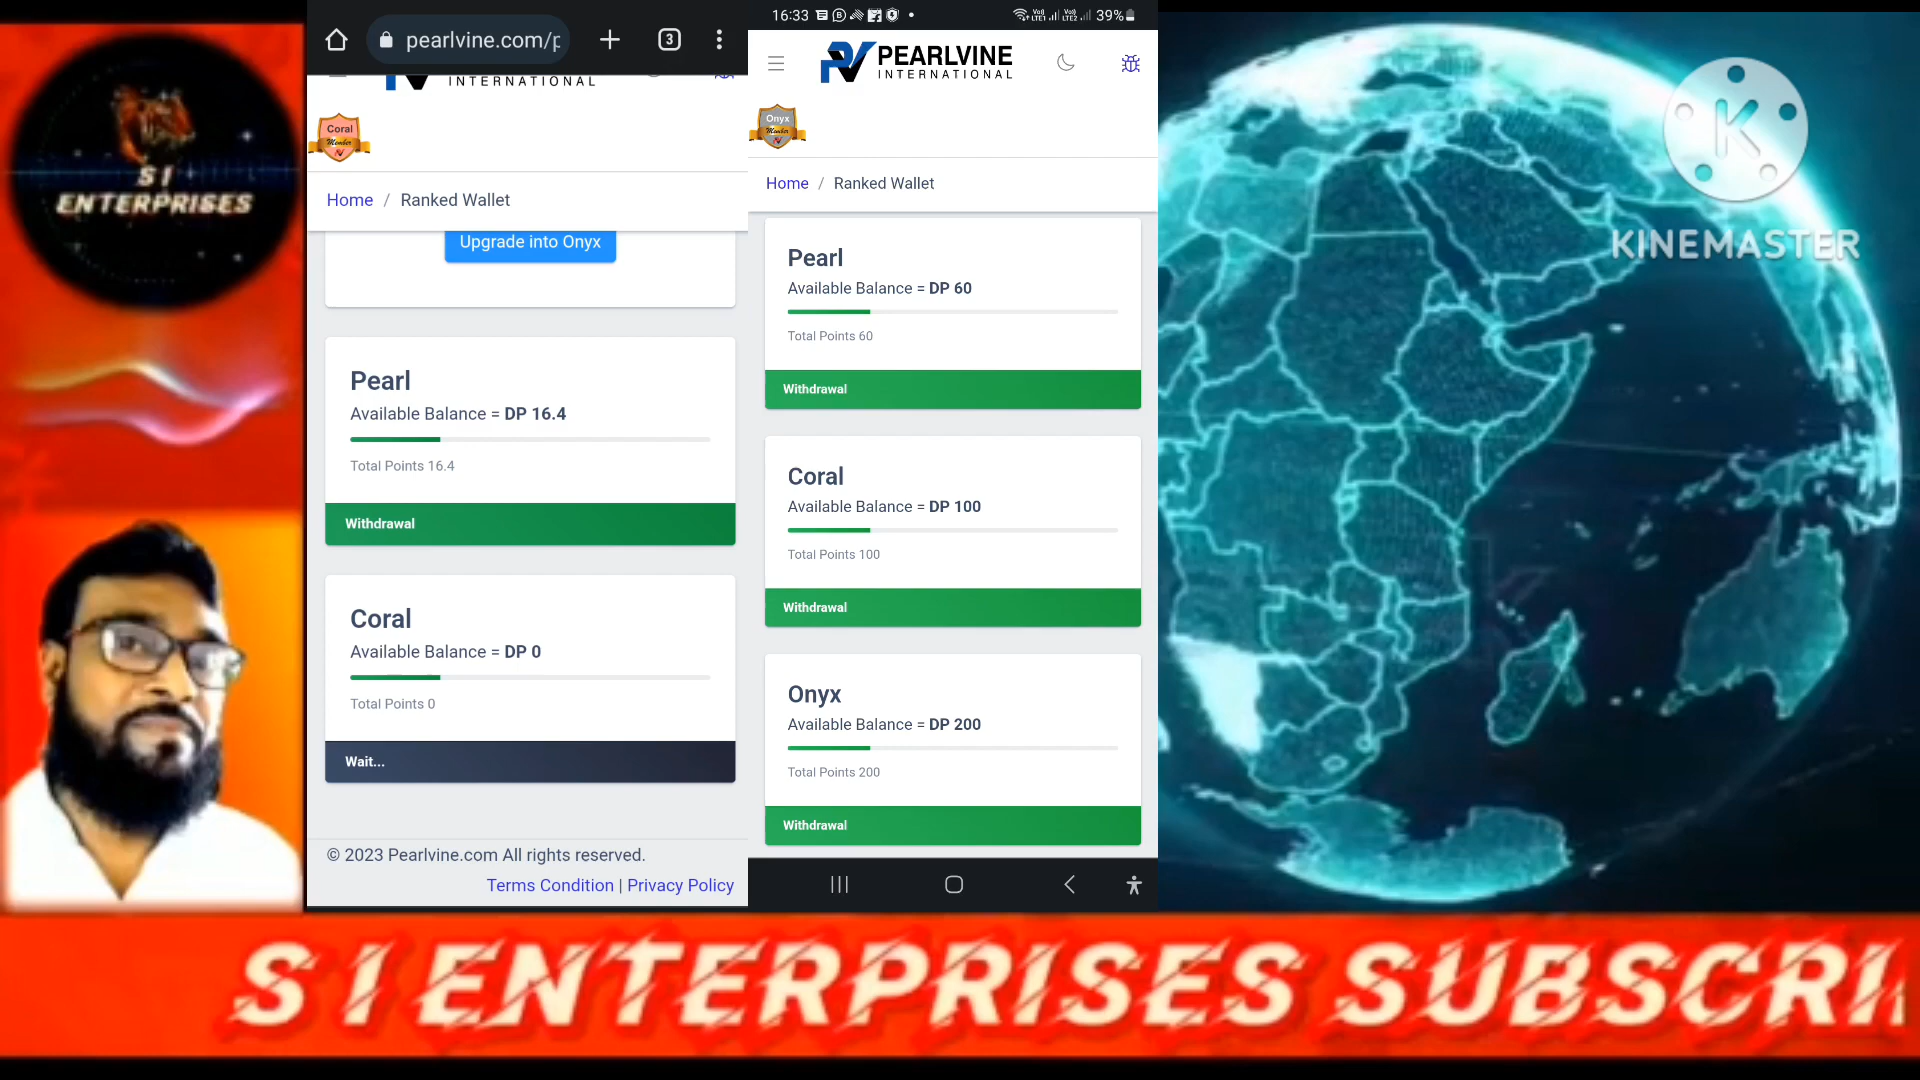 S I
ENTERPRISES
pearlvine.com/p
3
INTERNATIONAL
Coral
Member
Home / Ranked Wallet
Upgrade into Onyx
Pearl
Available Balance = DP 16.4
Total Points 16.4
Withdrawal
Coral
Available Balance = DP 0
Total Points 0
Wait...
© 2023 Pearlvine.com All rights reserved.
Terms Condition | Privacy Policy
16:33
39%
PEARLVINE
INTERNATIONAL
Onyx
Member
Home / Ranked Wallet
Pearl
Available Balance = DP 60
Total Points 60
Withdrawal
Coral
Available Balance = DP 100
Total Points 100
Withdrawal
Onyx
Available Balance = DP 200
Total Points 200
Withdrawal
K
KINEMASTER
S I ENTERPRISES SUBSCRI